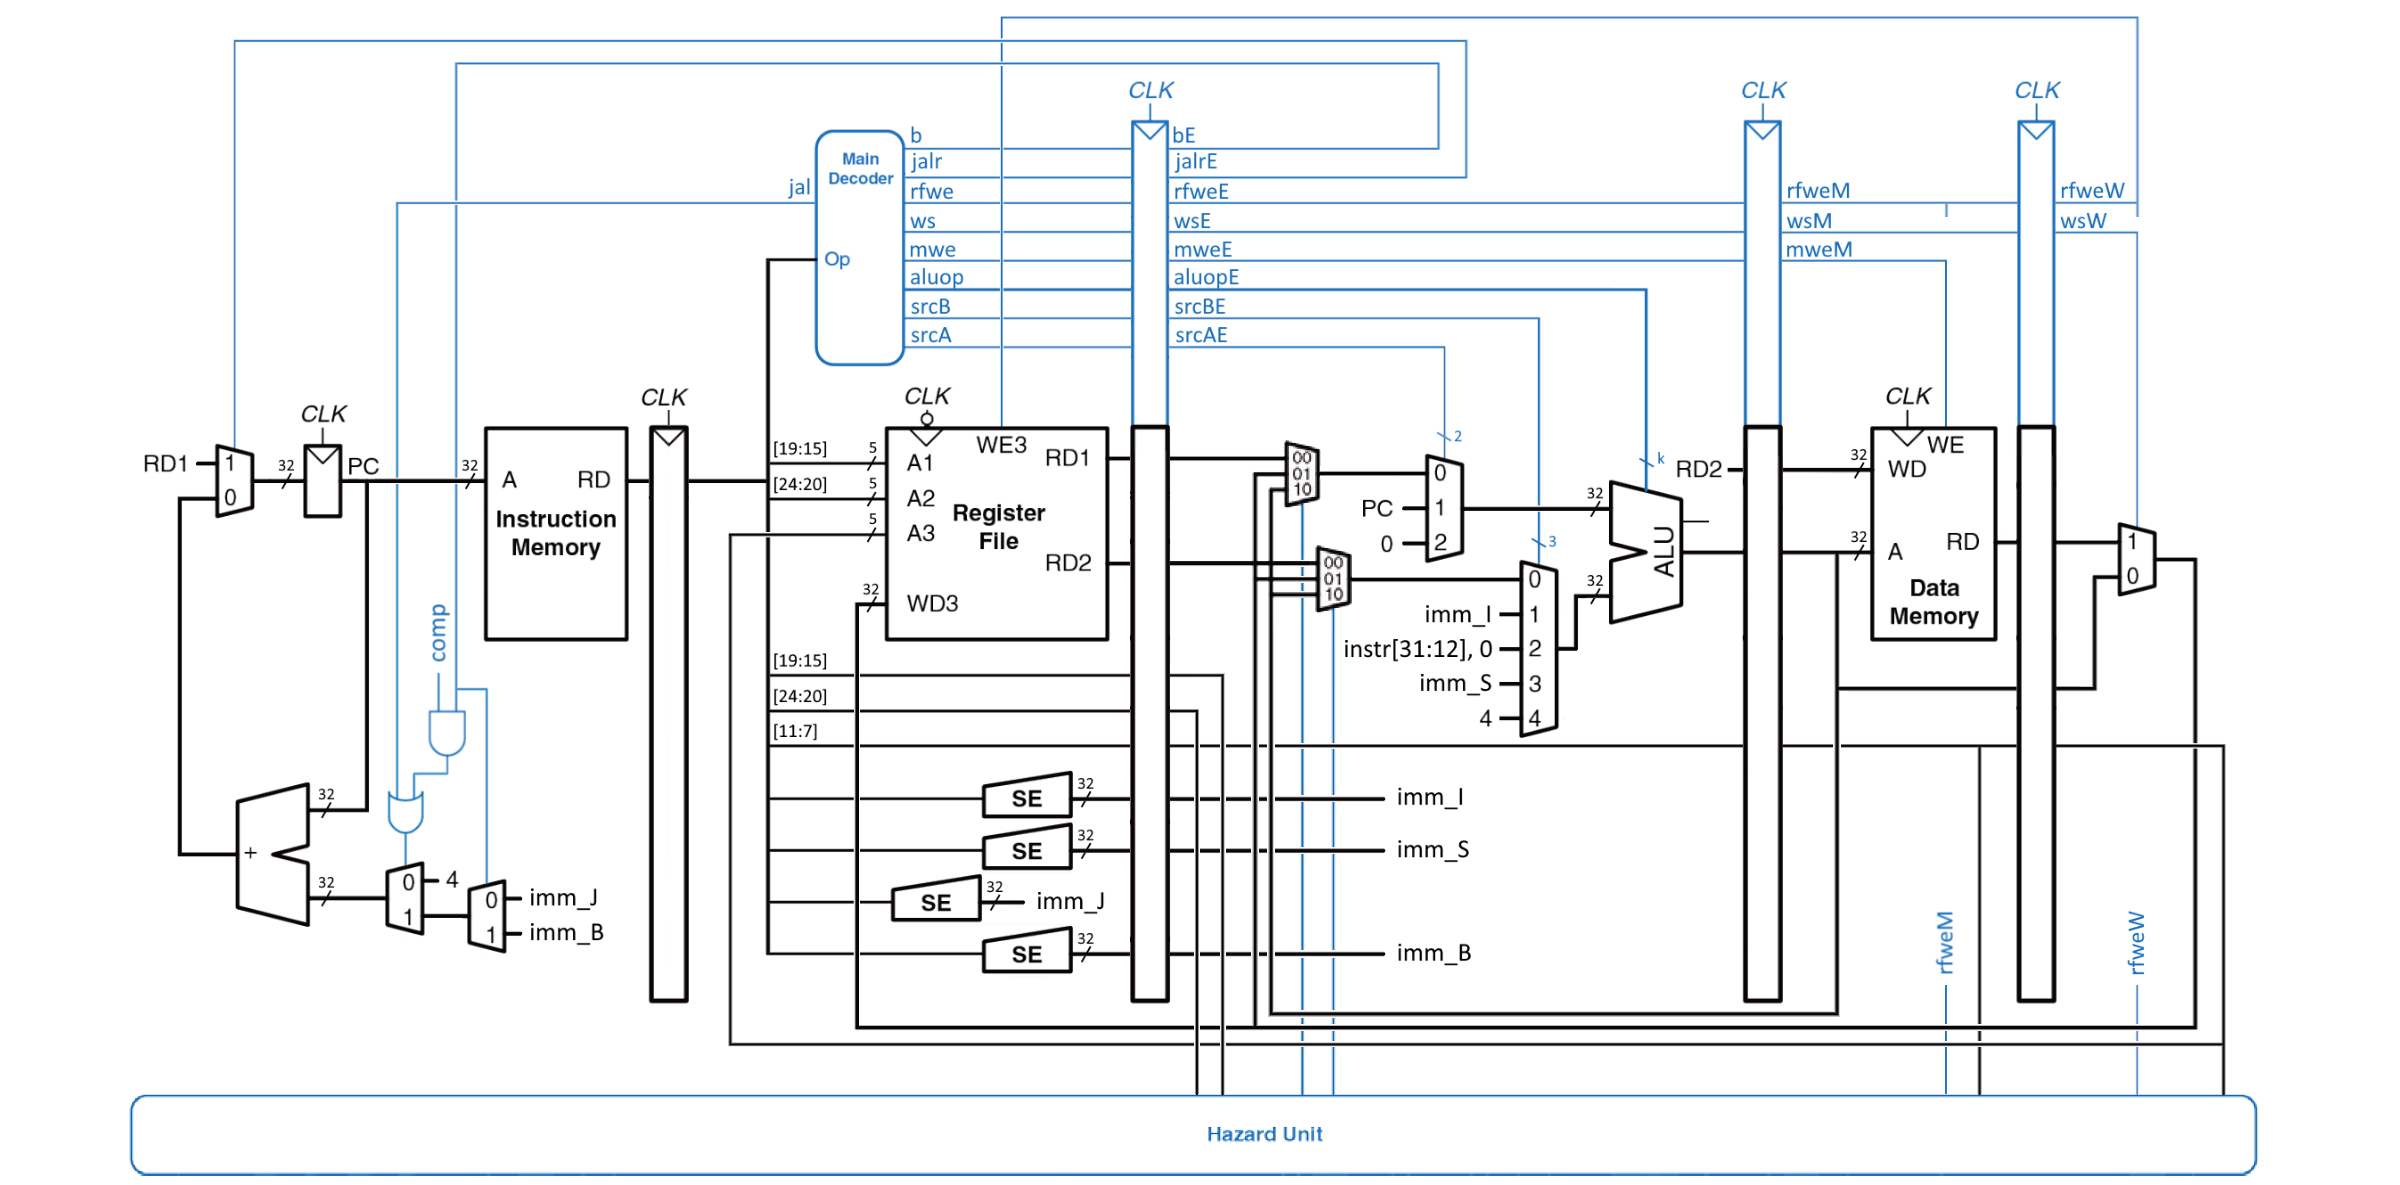 CLK
CLK
CLK
b
bE
Main
Decoder
jalr
jalrE
jal
rfwe
rfweE
rfweM
rfweW
ws
wsE
wsM
wsW
mwe
mweE
mweM
Op
aluop
aluopE
srcB
srcBE
srcA
srcAE
CLK
CLK
CLK
CLK
RD1
1
0
32
PC
32
A
RD
Instruction
Memory
[19:15]
5
A1
[24:20]
5
A2
5
A3
WE3
RD1
Register
File
RD2
32
WD3
00
01
10
00
01
10
2
0
PC
1
0
2
3
0
imm_I
1
instr[31:12], 0
2
imm_S
3
4
4
32
32
k
ALU
RD2
32
WD
WE
32
A
RD
Data
Memory
1
0
comp
[19:15]
[24:20]
[11:7]
SE
32
imm_I
SE
32
imm_S
SE
32
imm_J
SE
32
imm_B
32
+
32
0
4
1
0
imm_J
1
imm_B
rfweM
rfweW
Hazard Unit